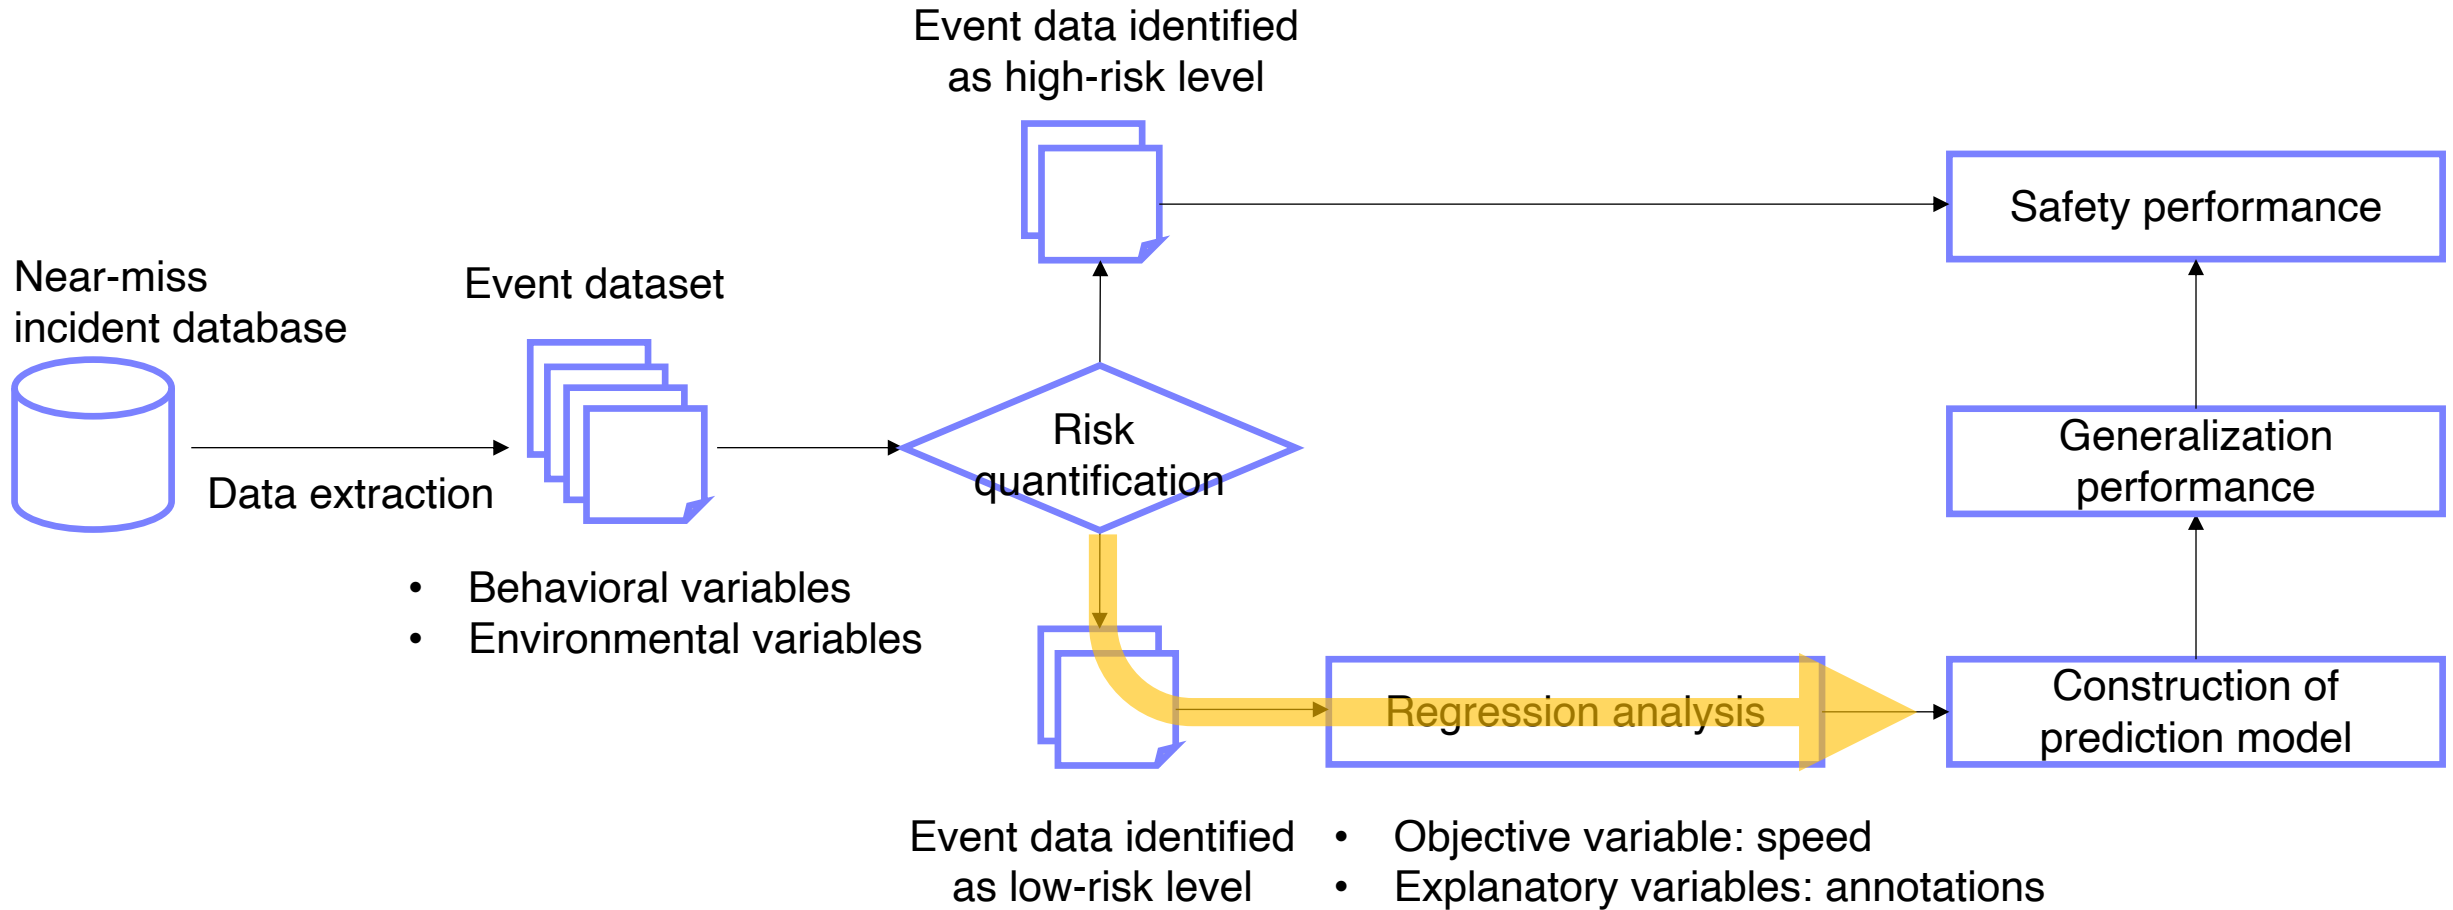 Event data identified
as high-risk level
Safety performance
Near-miss
incident database
Event dataset
Risk
quantification
Generalization
performance
Data extraction
• Behavioral variables
• Environmental variables
Regression analysis
Construction of
prediction model
Event data identified
as low-risk level
• Objective variable: speed
• Explanatory variables: annotations